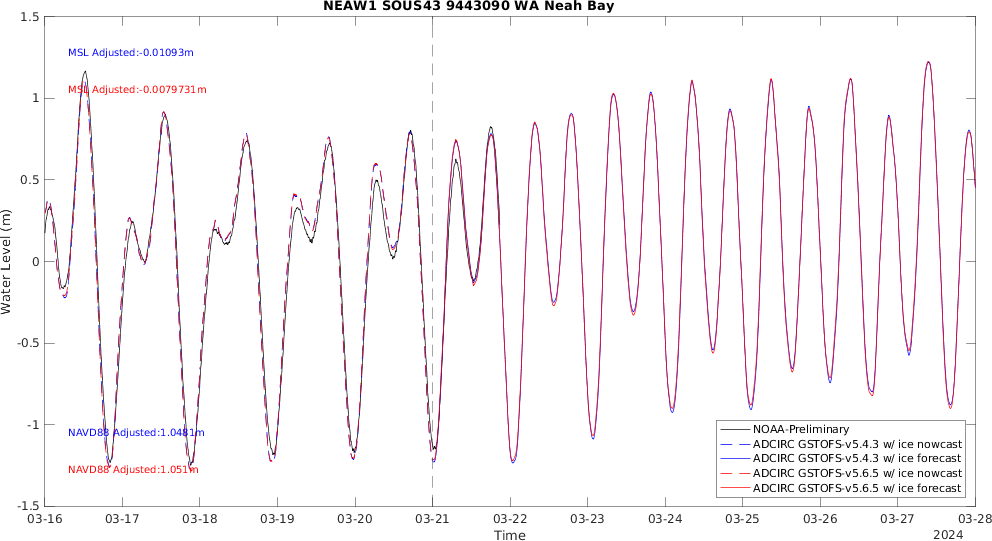 NEAW1 SOUS43 9443090 WA Neah Bay
1.5
1
0.5
0
-0.5
-1
-1.5
Water Level (m)
MSL Adjusted:-0.01093m
MSL Adjusted:-0.0079731m
NAVD88 Adjusted:1.0481m
NAVD88 Adjusted:1.051m
NOAA-Preliminary
ADCIRC GSTOFS-v5.4.3 w/ ice nowcast
ADCIRC GSTOFS-v5.4.3 w/ ice forecast
ADCIRC GSTOFS-v5.6.5 w/ ice nowcast
ADCIRC GSTOFS-v5.6.5 w/ ice forecast
03-16 03-17 03-18 03-19 03-20 03-21 03-22 03-23 03-24 03-25 03-26 03-27 03-28
Time
2024